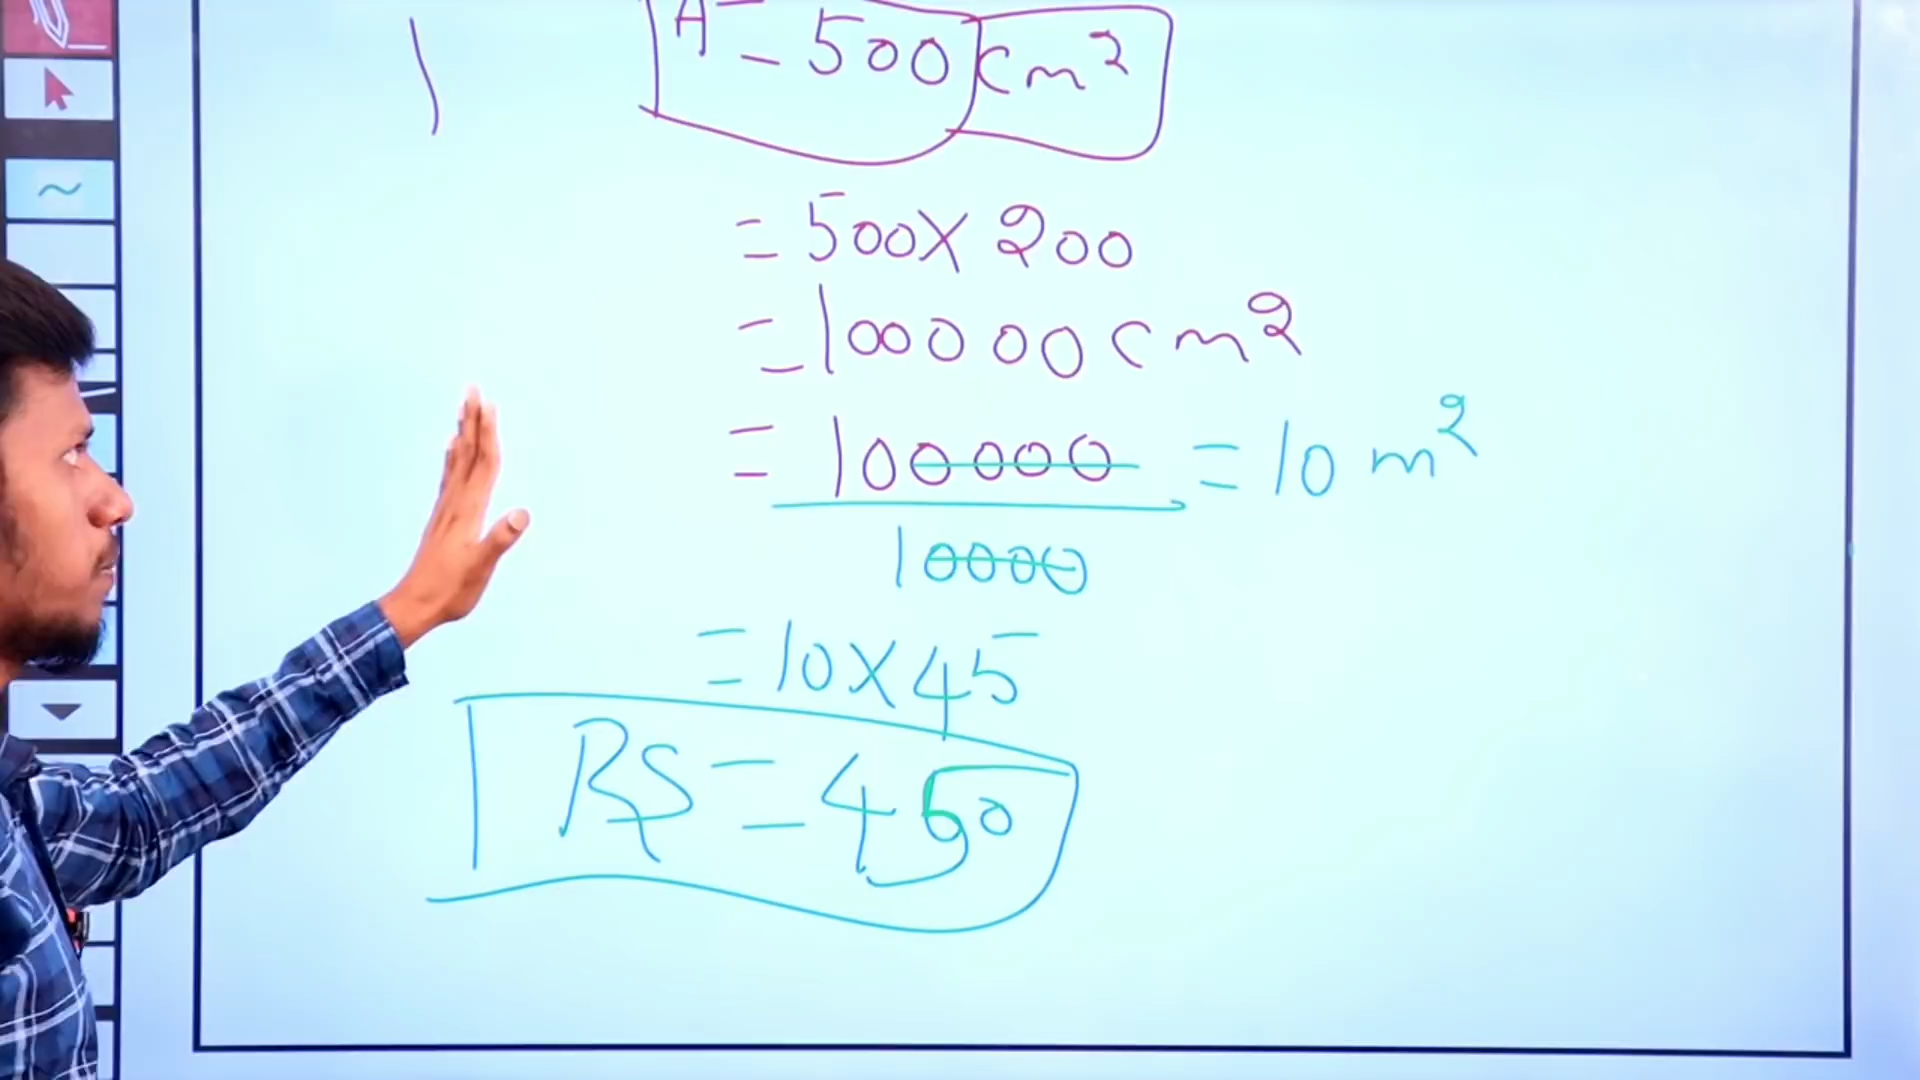 A = 500 cm²
= 500 X 200
= 100000 cm²
= 100000 = 10 m²
10000
= 10 X 45
RS = 450